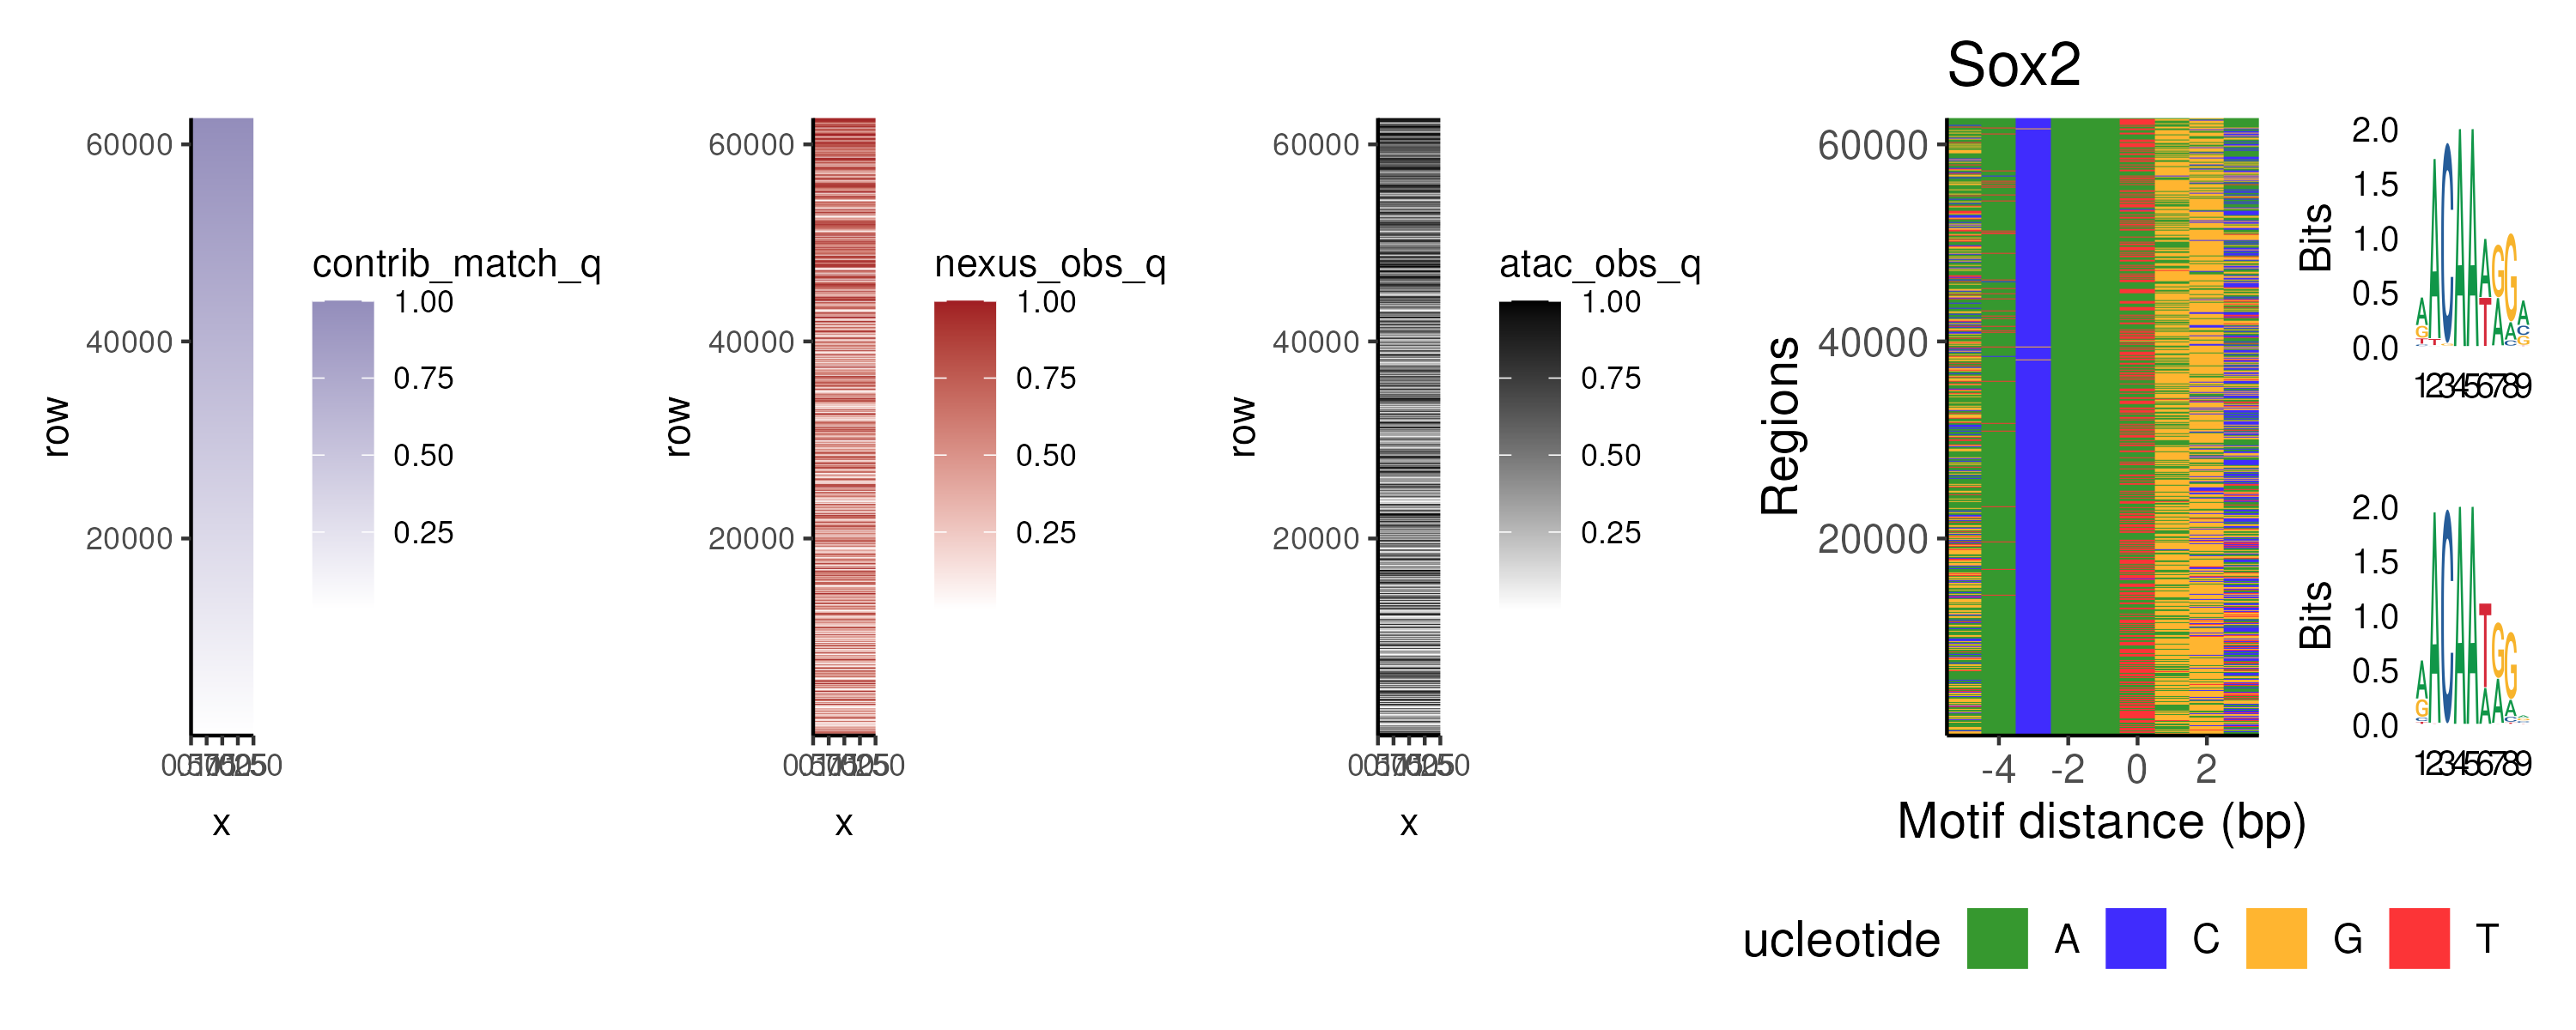 60000
40000
20000
row
x
contrib_match_q
1.00
0.75
0.50
0.25
60000
40000
20000
row
x
nexus_obs_q
1.00
0.75
0.50
0.25
60000
40000
20000
row
x
atac_obs_q
1.00
0.75
0.50
0.25
Sox2
60000
40000
20000
Regions
-4 -2 0 2
Motif distance (bp)
2.0
1.5
1.0
0.5
0.0
Bits
123456789
2.0
1.5
1.0
0.5
0.0
Bits
123456789
ucleotide A C G T